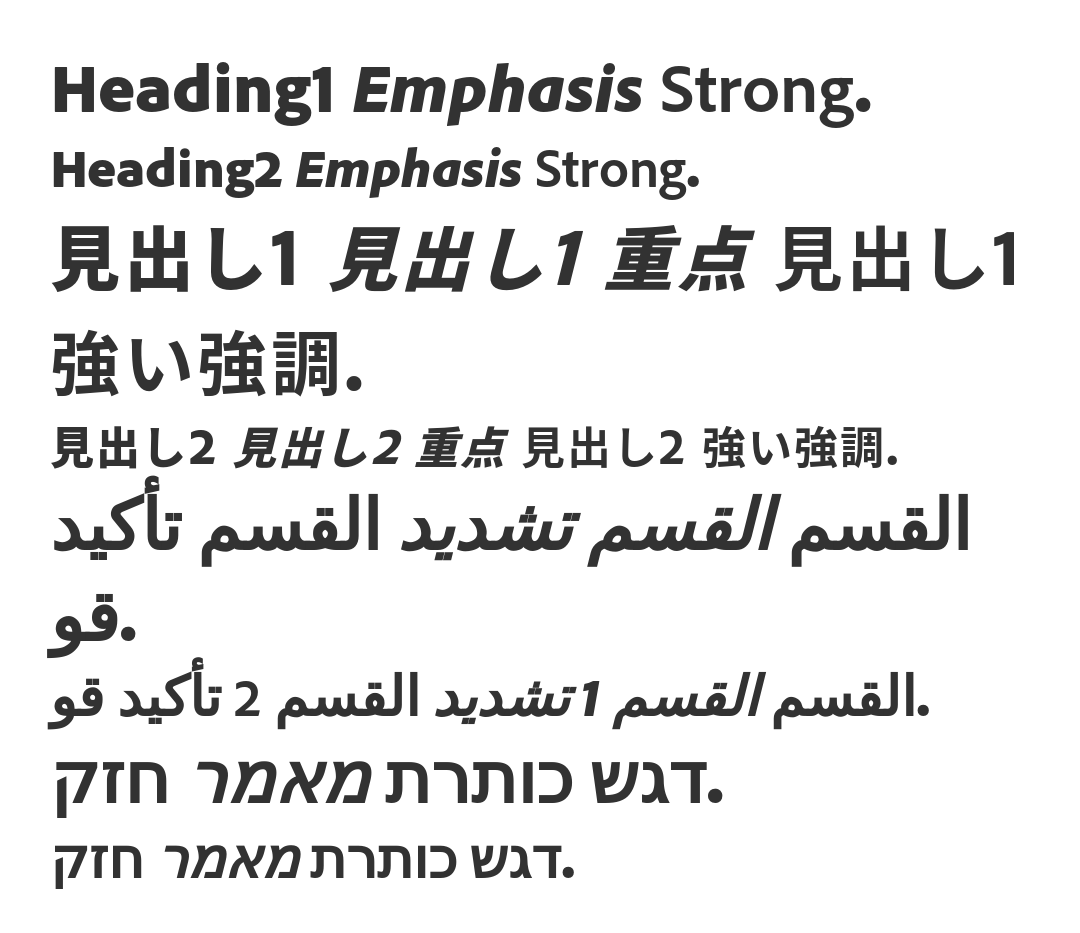 Heading1 Emphasis Strong.
Heading2 Emphasis Strong.
見出し1 見出し1 重点 見出し1
強い強調.
見出し2 見出し2 重点 見出し2 強い強調.
القسم القسم تشديد القسم تأكيد
قو.
القسم القسم 1 تشديد القسم 2 تأكيد قو.
דגש כותרת מאמר חזק.
דגש כותרת מאמר חזק.